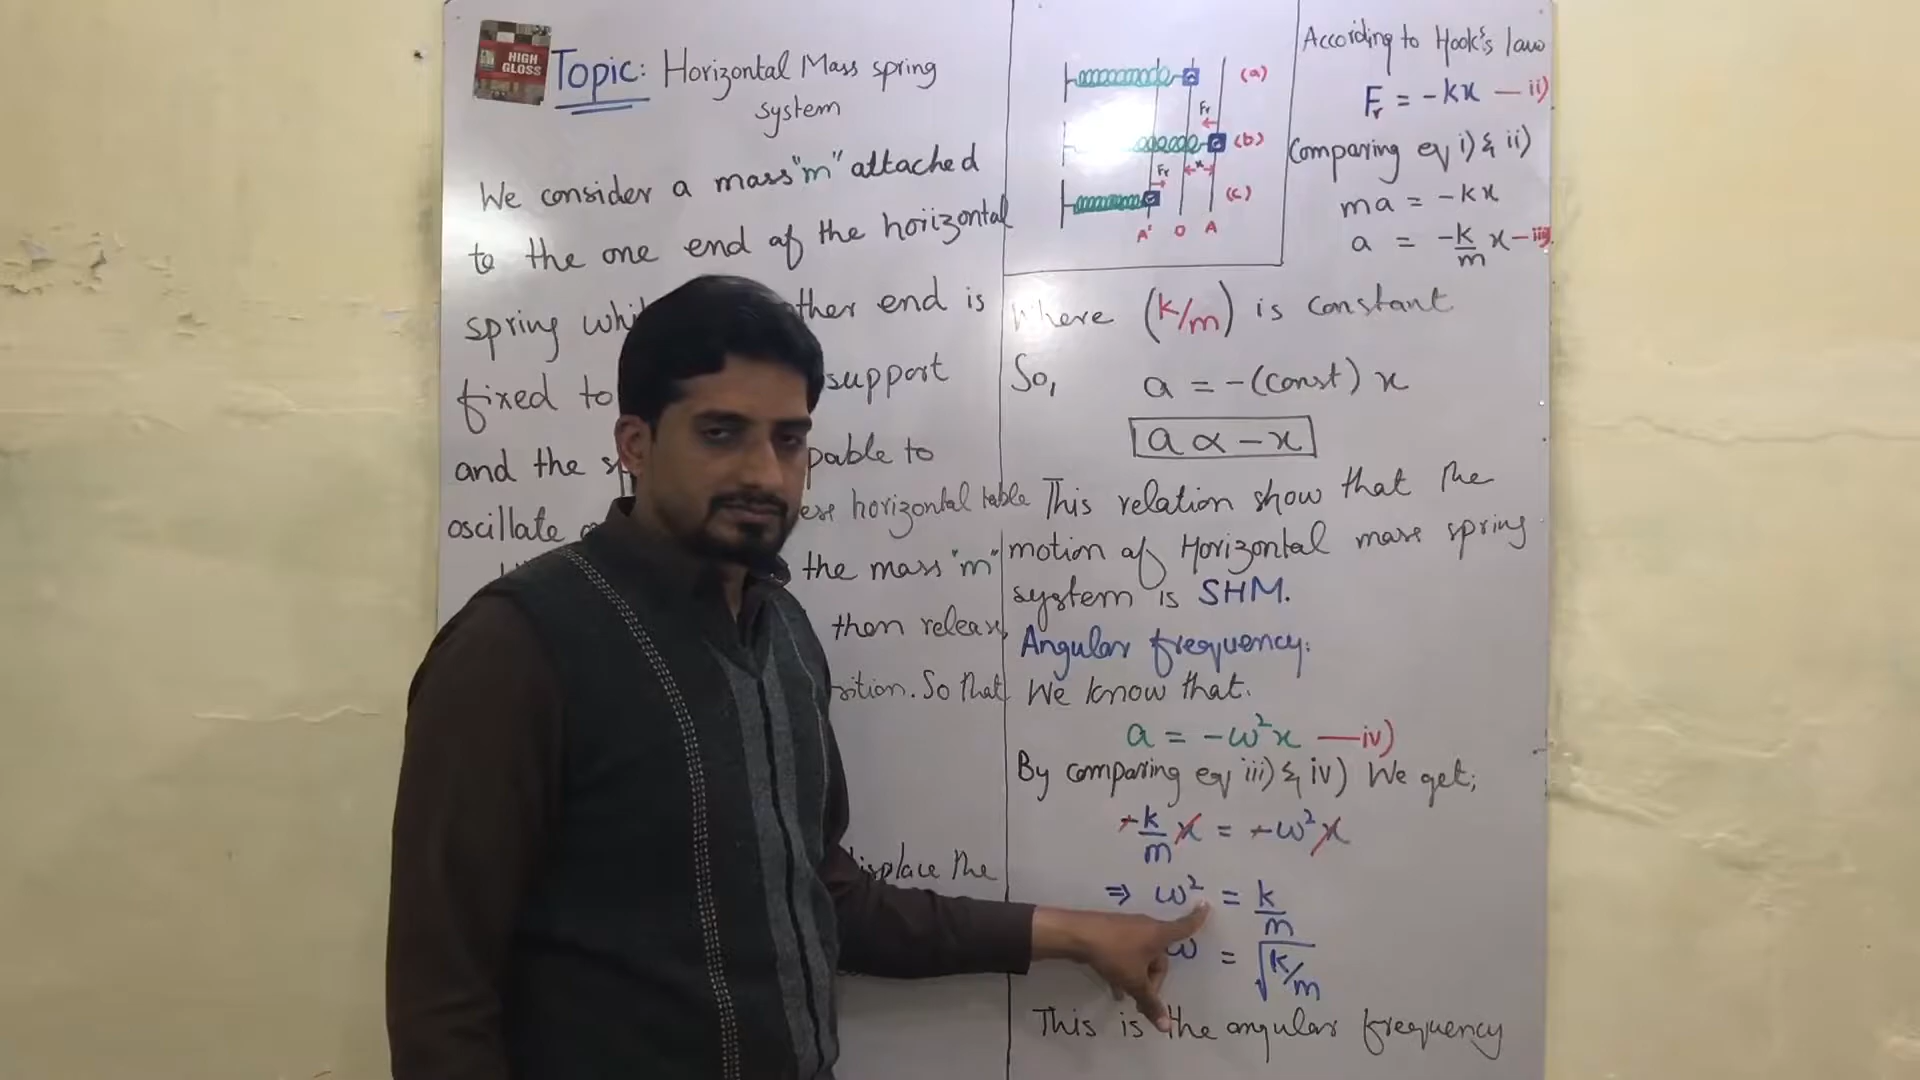 HIGH
GLOSS
Topic: Horizontal Mass spring
system
We consider a mass "m" attached
to the one end of the horizontal
spring other end is
fixed to support
and the to
oscillate horizontal table
the mass "m"
then
So that
displace the
(a)
Fr
(b)
x
Fr
(c)
A' O A
According to Hook's law
Fr = -kx — ii)
Comparing eq i) & ii)
ma = -kx
a = -k/m x — iii)
where (k/m) is constant
So, a = -(const) x
a ∝ -x
This relation show that the
motion of Horizontal mass spring
system is SHM.
Angular frequency:
We know that.
a = -ω²x — iv)
By comparing eq iii) & iv) We get;
-k/m x = -ω²x
⇒ ω² = k/m
ω = √k/m
This is the angular frequency